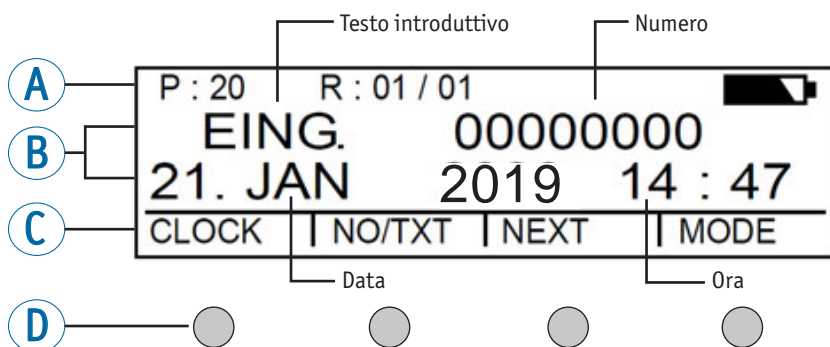 Testo introduttivo Numero
A P : 20 R : 01 / 01
B EING. 00000000
21. JAN 2019 14 : 47
C CLOCK NO/TXT NEXT MODE
Data Ora
D